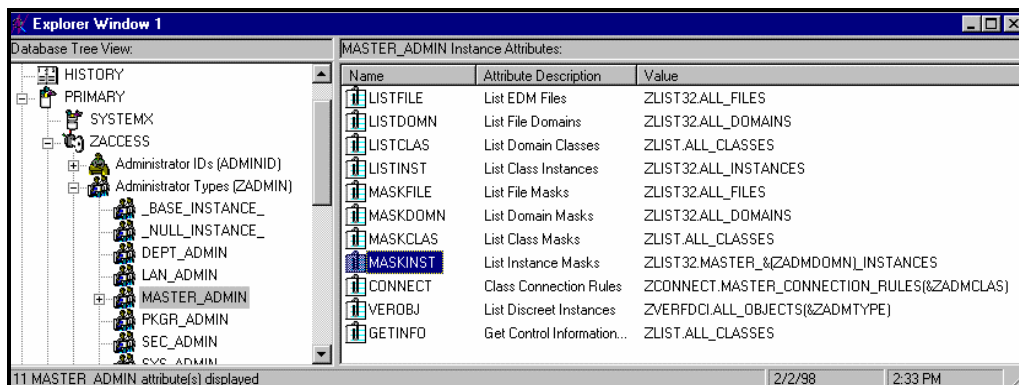 Explorer Window 1
Database Tree View:
HISTORY
PRIMARY
SYSTEMX
ZACCESS
Administrator IDs (ADMINID)
Administrator Types (ZADMIN)
_BASE_INSTANCE_
_NULL_INSTANCE_
DEPT_ADMIN
LAN_ADMIN
MASTER_ADMIN
PKGR_ADMIN
SEC_ADMIN
SYS_ADMIN
MASTER_ADMIN Instance Attributes:
Name Attribute Description Value
LISTFILE List EDM Files ZLIST32.ALL_FILES
LISTDOMN List File Domains ZLIST32.ALL_DOMAINS
LISTCLAS List Domain Classes ZLIST.ALL_CLASSES
LISTINST List Class Instances ZLIST32.ALL_INSTANCES
MASKFILE List File Masks ZLIST32.ALL_FILES
MASKDOMN List Domain Masks ZLIST32.ALL_DOMAINS
MASKCLAS List Class Masks ZLIST.ALL_CLASSES
MASKINST List Instance Masks ZLIST32.MASTER_&(ZADMDOMN)_INSTANCES
CONNECT Class Connection Rules ZCONNECT.MASTER_CONNECTION_RULES(&ZADMCLAS)
VEROBJ List Discreet Instances ZVERFDCI.ALL_OBJECTS(&ZADMTYPE)
GETINFO Get Control Information... ZLIST.ALL_CLASSES
11 MASTER_ADMIN attribute(s) displayed 2/2/98 2:33 PM